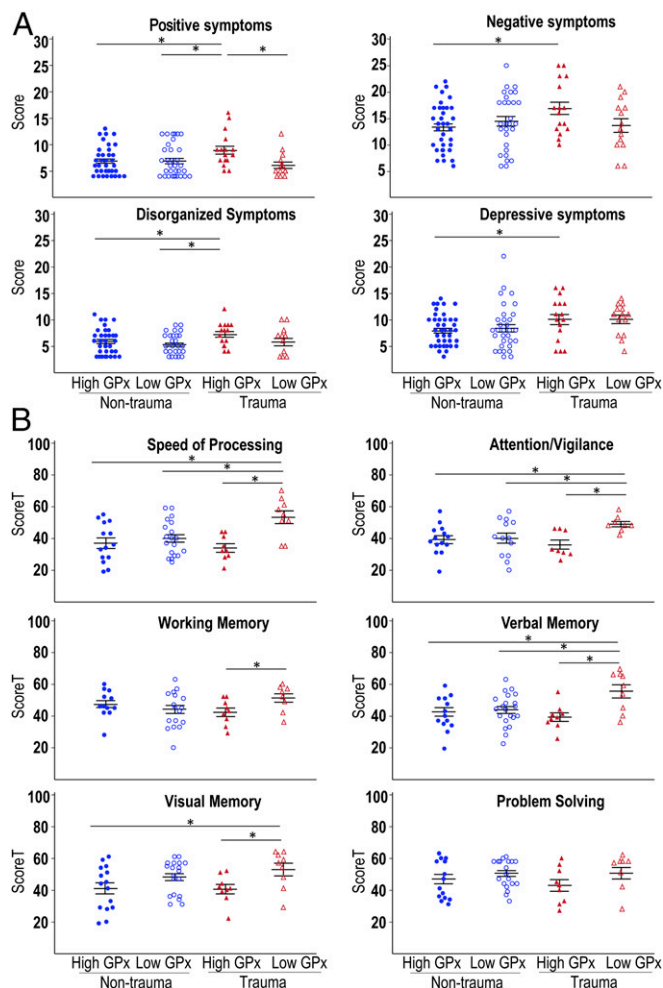 A
Positive symptoms
Negative symptoms
*
*
*
*
Score
30
25
20
15
10
5
Score
30
25
20
15
10
5
Disorganized Symptoms
Depressive symptoms
*
*
*
Score
30
25
20
15
10
5
Score
30
25
20
15
10
5
High GPx Low GPx High GPx Low GPx
Non-trauma Trauma
High GPx Low GPx High GPx Low GPx
Non-trauma Trauma
B
Speed of Processing
Attention/Vigilance
*
*
*
*
*
*
ScoreT
100
80
60
40
20
ScoreT
100
80
60
40
20
Working Memory
Verbal Memory
*
*
*
*
ScoreT
100
80
60
40
20
ScoreT
100
80
60
40
20
Visual Memory
Problem Solving
*
*
ScoreT
100
80
60
40
20
ScoreT
100
80
60
40
20
High GPx Low GPx High GPx Low GPx
Non-trauma Trauma
High GPx Low GPx High GPx Low GPx
Non-trauma Trauma